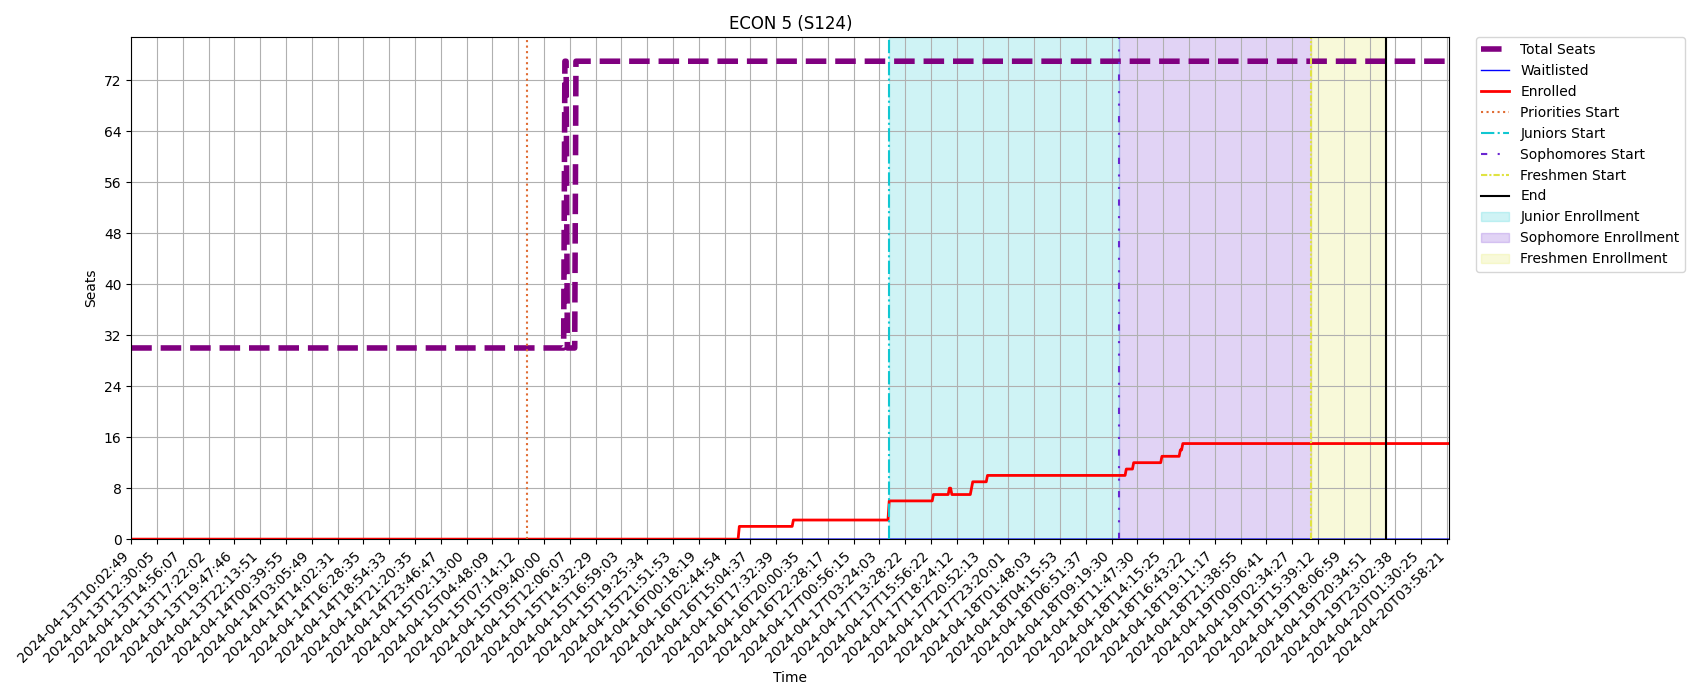 ECON 5 (S124)
Seats
72
64
56
48
40
32
24
16
8
0
Total Seats
Waitlisted
Enrolled
Priorities Start
Juniors Start
Sophomores Start
Freshmen Start
End
Junior Enrollment
Sophomore Enrollment
Freshmen Enrollment
2024-04-13T10:02:49
2024-04-13T12:30:05
2024-04-13T14:56:07
2024-04-13T17:22:02
2024-04-13T19:47:46
2024-04-13T22:13:51
2024-04-14T00:39:55
2024-04-14T03:05:49
2024-04-14T14:02:31
2024-04-14T16:28:35
2024-04-14T18:54:33
2024-04-14T21:20:35
2024-04-14T23:46:47
2024-04-15T02:13:00
2024-04-15T04:48:09
2024-04-15T07:14:12
2024-04-15T09:40:00
2024-04-15T12:06:07
2024-04-15T14:32:29
2024-04-15T16:59:03
2024-04-15T19:25:34
2024-04-15T21:51:53
2024-04-16T00:18:19
2024-04-16T02:44:54
2024-04-16T15:04:37
2024-04-16T17:32:39
2024-04-16T20:00:35
2024-04-16T22:28:17
2024-04-17T00:56:15
2024-04-17T03:24:03
2024-04-17T13:28:22
2024-04-17T15:56:22
2024-04-17T18:24:12
2024-04-17T20:52:13
2024-04-17T23:20:01
2024-04-18T01:48:03
2024-04-18T04:15:53
2024-04-18T06:51:37
2024-04-18T09:19:30
2024-04-18T11:47:30
2024-04-18T14:15:25
2024-04-18T16:43:22
2024-04-18T19:11:17
2024-04-18T21:38:55
2024-04-19T00:06:41
2024-04-19T02:34:27
2024-04-19T15:39:12
2024-04-19T18:06:59
2024-04-19T20:34:51
2024-04-19T23:02:38
2024-04-20T01:30:25
2024-04-20T03:58:21
Time